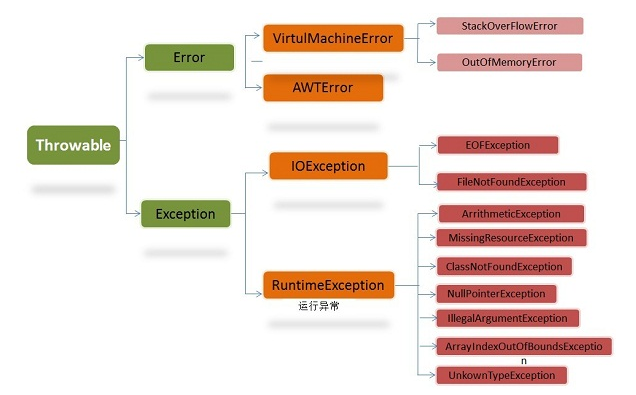 Throwable
Error
VirtulMachineError
StackOverFlowError
OutOfMemoryError
AWTError
Exception
IOException
EOFException
FileNotFoundException
RuntimeException
运行异常
ArrithmeticException
MissingResourceException
ClassNotFoundException
NullPointerException
IllegalArgumentException
ArrayIndexOutOfBoundsExceptio
n
UnkownTypeException